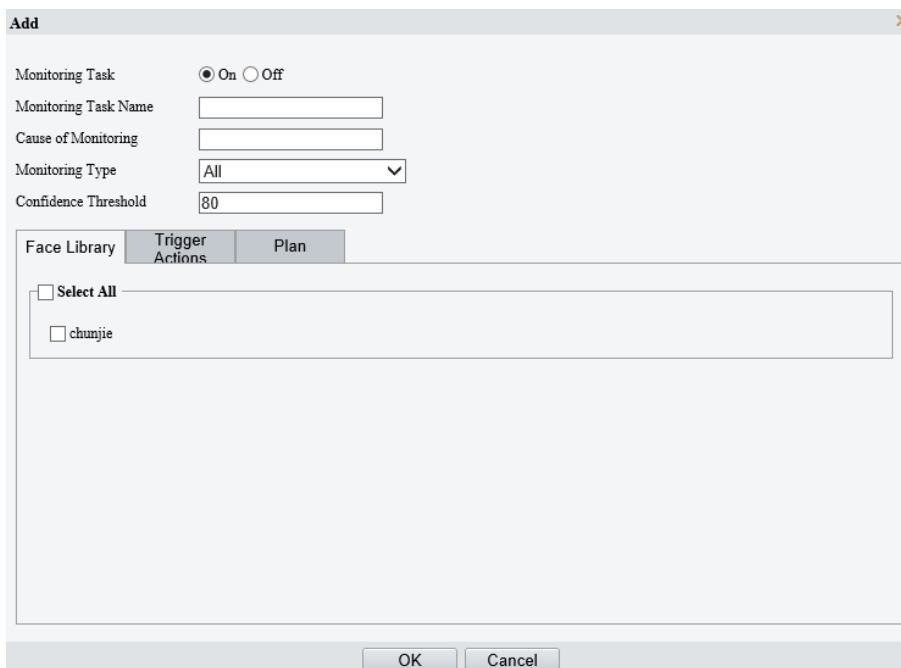 Add
Monitoring Task On Off
Monitoring Task Name
Cause of Monitoring
Monitoring Type All
Confidence Threshold 80
Face Library Trigger Actions Plan
Select All
chunjie
OK Cancel